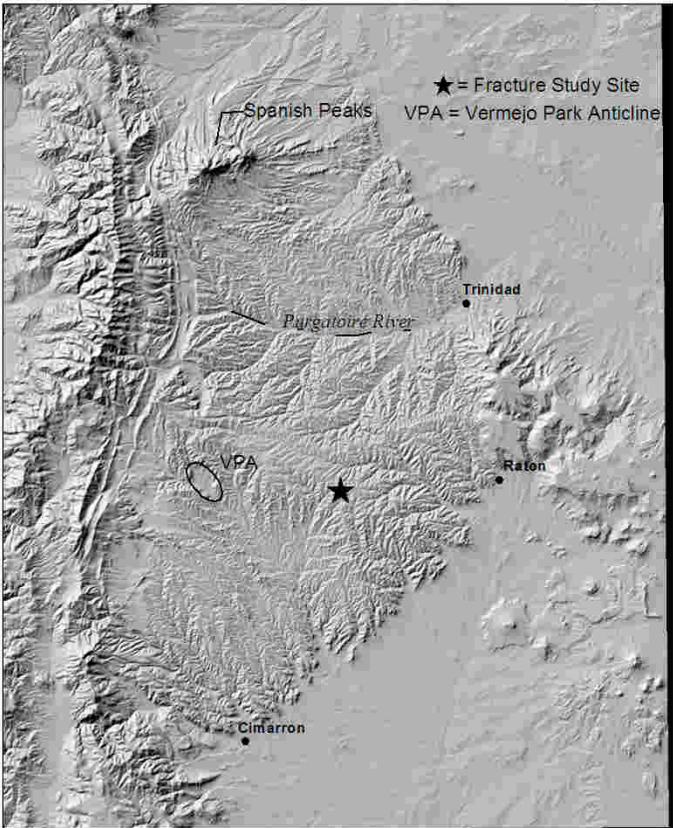 ★ = Fracture Study Site
Spanish Peaks
VPA = Vermejo Park Anticline
Trinidad
Purgatoire River
VPA
Raton
Cimarron